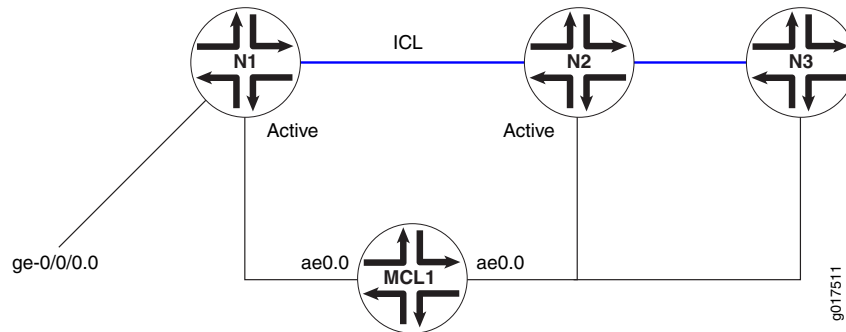 ICL
N1
N2
N3
Active
Active
ge-0/0/0.0
ae0.0
MCL1
ae0.0
g017511